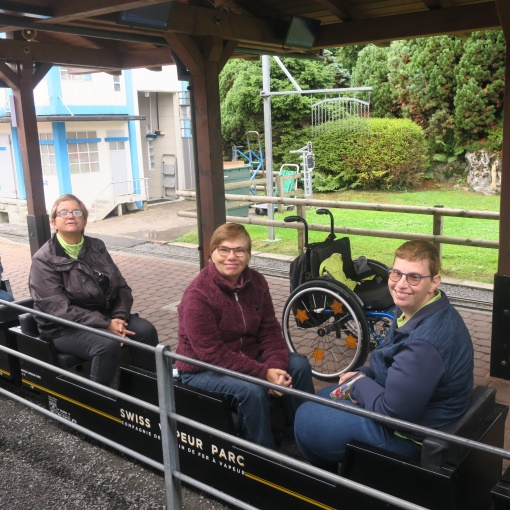 SWISS VAPEUR PARC
COMPAGNIE DE CHEMIN DE FER À VAPEUR